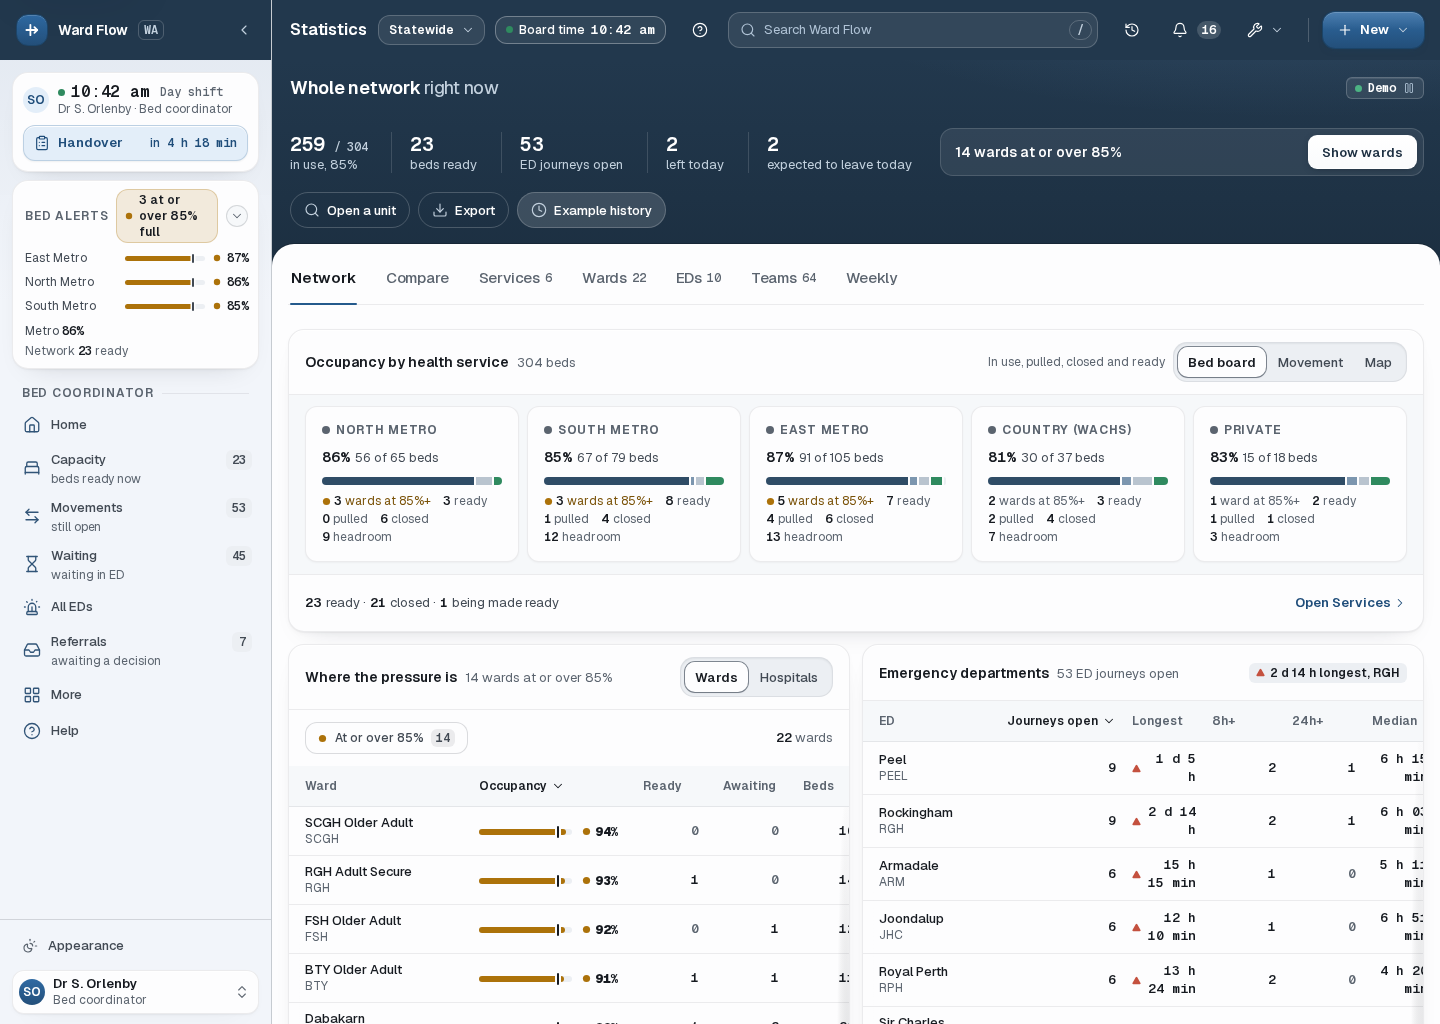 Ward Flow WA
SO
10:42 am Day shift
Dr S. Orlenby · Bed coordinator
Handover in 4 h 18 min
BED ALERTS
3 at or over 85% full
East Metro 87%
North Metro 86%
South Metro 85%
Metro 86%
Network 23 ready
BED COORDINATOR
Home
Capacity 23
beds ready now
Movements 53
still open
Waiting 45
waiting in ED
All EDs
Referrals 7
awaiting a decision
More
Help
Appearance
SO
Dr S. Orlenby
Bed coordinator
Statistics
Statewide
Board time 10:42 am
Search Ward Flow /
16
New
Whole network right now
Demo
259 / 304
in use, 85%
23
beds ready
53
ED journeys open
2
left today
2
expected to leave today
14 wards at or over 85%
Show wards
Open a unit
Export
Example history
Network
Compare
Services 6
Wards 22
EDs 10
Teams 64
Weekly
Occupancy by health service 304 beds
In use, pulled, closed and ready
Bed board
Movement
Map
NORTH METRO
86% 56 of 65 beds
3 wards at 85%+ 3 ready
0 pulled 6 closed
9 headroom
SOUTH METRO
85% 67 of 79 beds
3 wards at 85%+ 8 ready
1 pulled 4 closed
12 headroom
EAST METRO
87% 91 of 105 beds
5 wards at 85%+ 7 ready
4 pulled 6 closed
13 headroom
COUNTRY (WACHS)
81% 30 of 37 beds
2 wards at 85%+ 3 ready
2 pulled 4 closed
7 headroom
PRIVATE
83% 15 of 18 beds
1 ward at 85%+ 2 ready
1 pulled 1 closed
3 headroom
23 ready · 21 closed · 1 being made ready
Open Services
Where the pressure is 14 wards at or over 85%
Wards
Hospitals
At or over 85% 14
22 wards
Ward Occupancy Ready Awaiting Beds
SCGH Older Adult 94% 0 0
SCGH
RGH Adult Secure 93% 1 0
RGH
FSH Older Adult 92% 0 1
FSH
BTY Older Adult 91% 1 1
BTY
Dabakarn
Emergency departments 53 ED journeys open
2 d 14 h longest, RGH
ED Journeys open Longest 8h+ 24h+ Median
Peel 9 1 d 5 h 2 1 6 h
PEEL
Rockingham 9 2 d 14 h 2 1 6 h
RGH
Armadale 6 15 h 15 min 1 0 5 h
ARM
Joondalup 6 12 h 10 min 1 0 6 h
JHC
Royal Perth 6 13 h 24 min 2 0 4 h
RPH
Sir Charles